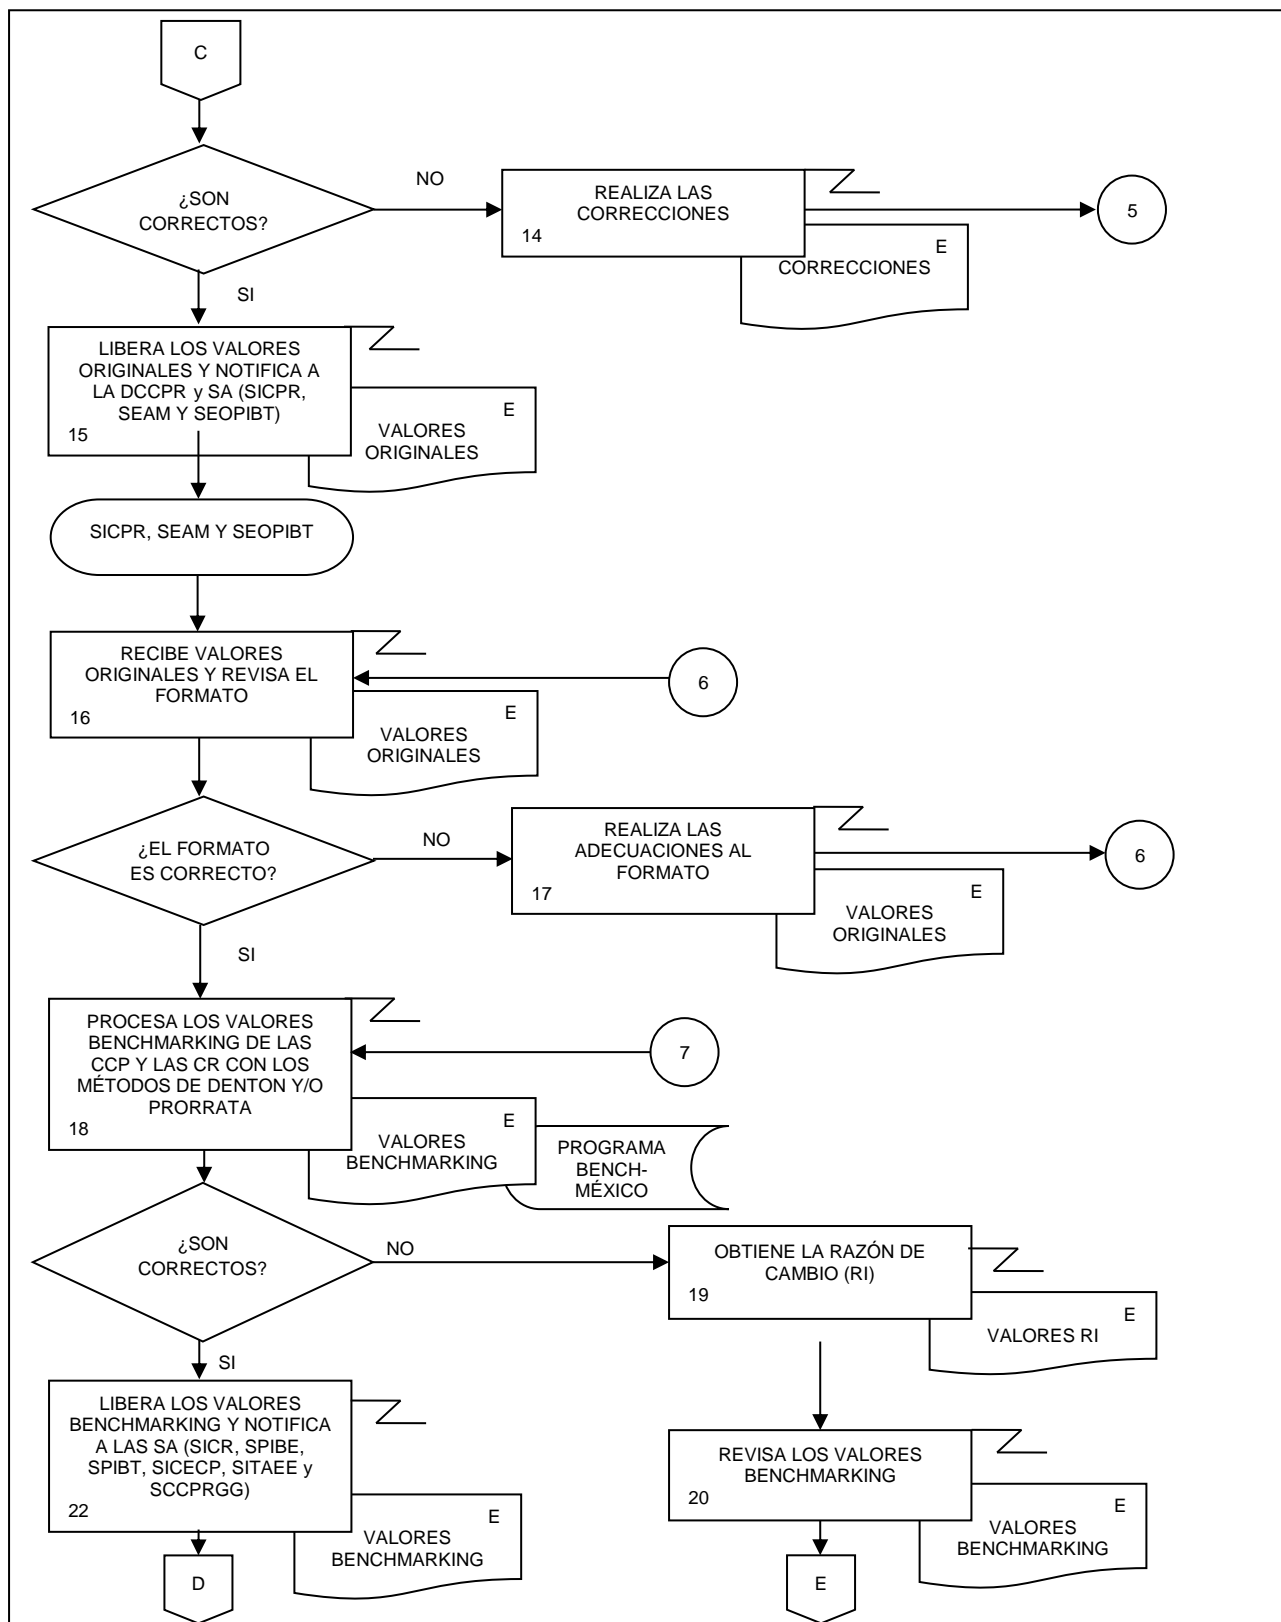 C
¿SON
CORRECTOS?
NO
REALIZA LAS
CORRECCIONES
14
5
E
CORRECCIONES
SI
LIBERA LOS VALORES
ORIGINALES Y NOTIFICA A
LA DCCPR y SA (SICPR,
SEAM Y SEOPIBT)
15
E
VALORES
ORIGINALES
SICPR, SEAM Y SEOPIBT
RECIBE VALORES
ORIGINALES Y REVISA EL
FORMATO
16
6
E
VALORES
ORIGINALES
¿EL FORMATO
ES CORRECTO?
NO
REALIZA LAS
ADECUACIONES AL
FORMATO
17
6
E
VALORES
ORIGINALES
SI
PROCESA LOS VALORES
BENCHMARKING DE LAS
CCP Y LAS CR CON LOS
MÉTODOS DE DENTON Y/O
PRORRATA
18
7
E
VALORES
BENCHMARKING
PROGRAMA
BENCH-
MÉXICO
¿SON
CORRECTOS?
NO
OBTIENE LA RAZÓN DE
CAMBIO (RI)
19
E
VALORES RI
SI
LIBERA LOS VALORES
BENCHMARKING Y NOTIFICA
A LAS SA (SICR, SPIBE,
SPIBT, SICECP, SITAEE y
SCCPRGG)
22
E
VALORES
BENCHMARKING
REVISA LOS VALORES
BENCHMARKING
20
E
VALORES
BENCHMARKING
D
E